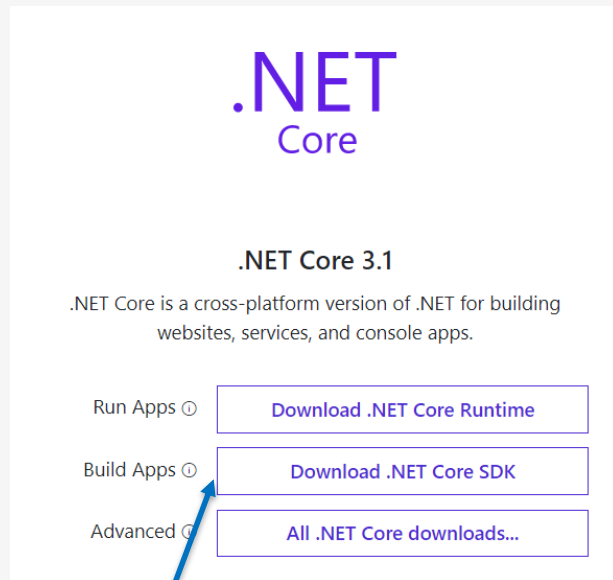 .NET
Core
.NET Core 3.1
.NET Core is a cross-platform version of .NET for building
websites, services, and console apps.
Run Apps Download .NET Core Runtime
Build Apps Download .NET Core SDK
Advanced All .NET Core downloads...